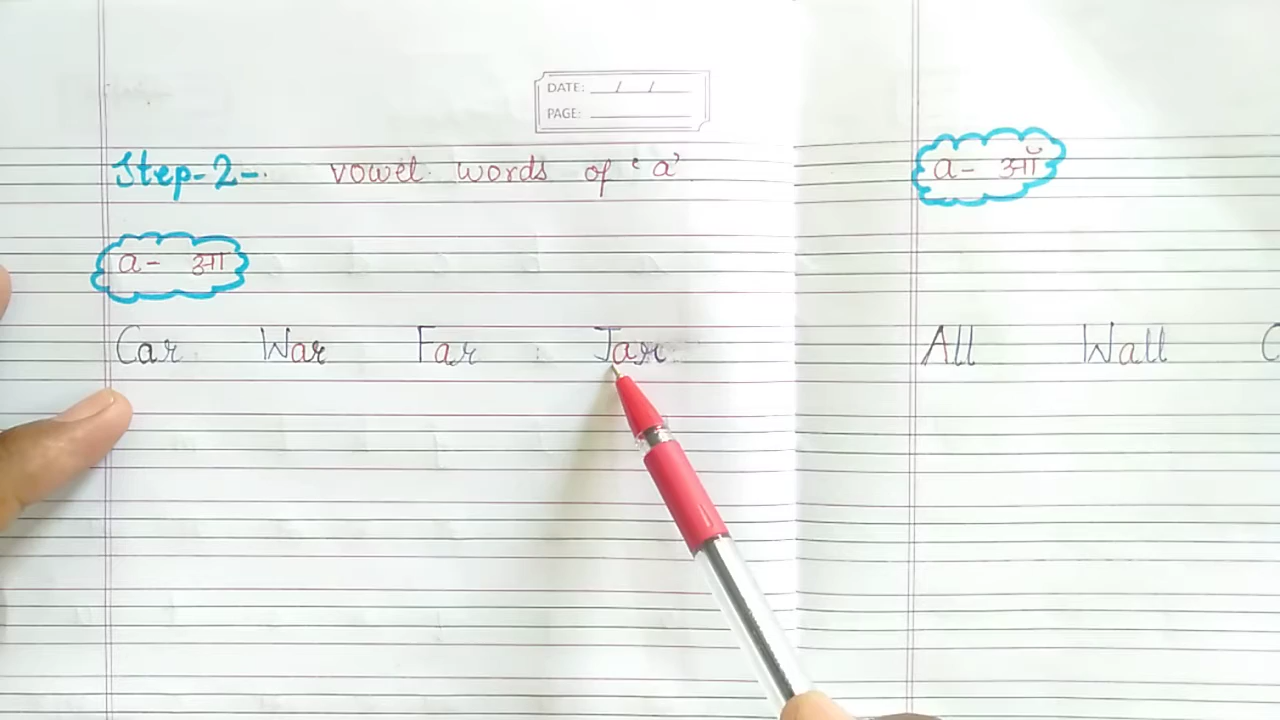 DATE: / /
PAGE:
Step-2- vowel words of 'a'
a- आ
Car War Far Jar
a- ऑ
All Wall